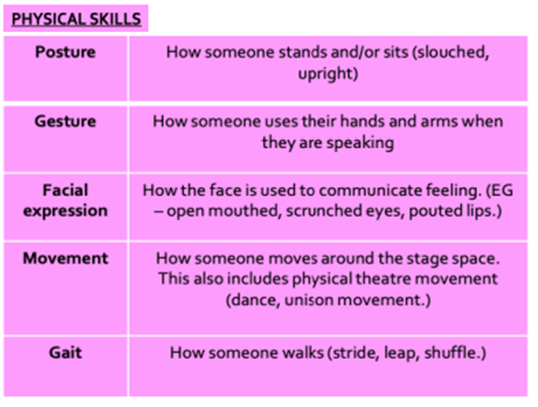 PHYSICAL SKILLS
Posture
How someone stands and/or sits (slouched,
upright)
Gesture
How someone uses their hands and arms when
they are speaking
Facial
expression
How the face is used to communicate feeling. (EG
– open mouthed, scrunched eyes, pouted lips.)
Movement
How someone moves around the stage space.
This also includes physical theatre movement
(dance, unison movement.)
Gait
How someone walks (stride, leap, shuffle.)